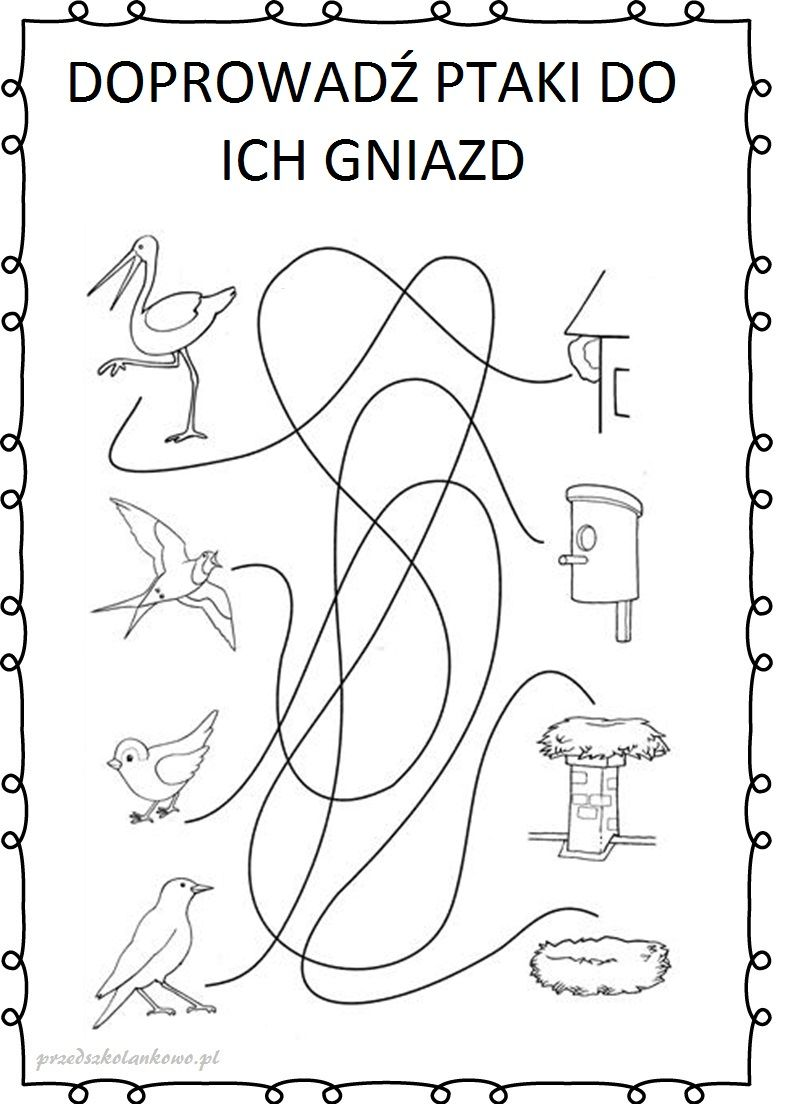 DOPROWADŹ PTAKI DO
ICH GNIAZD
przedszkolankowo.pl